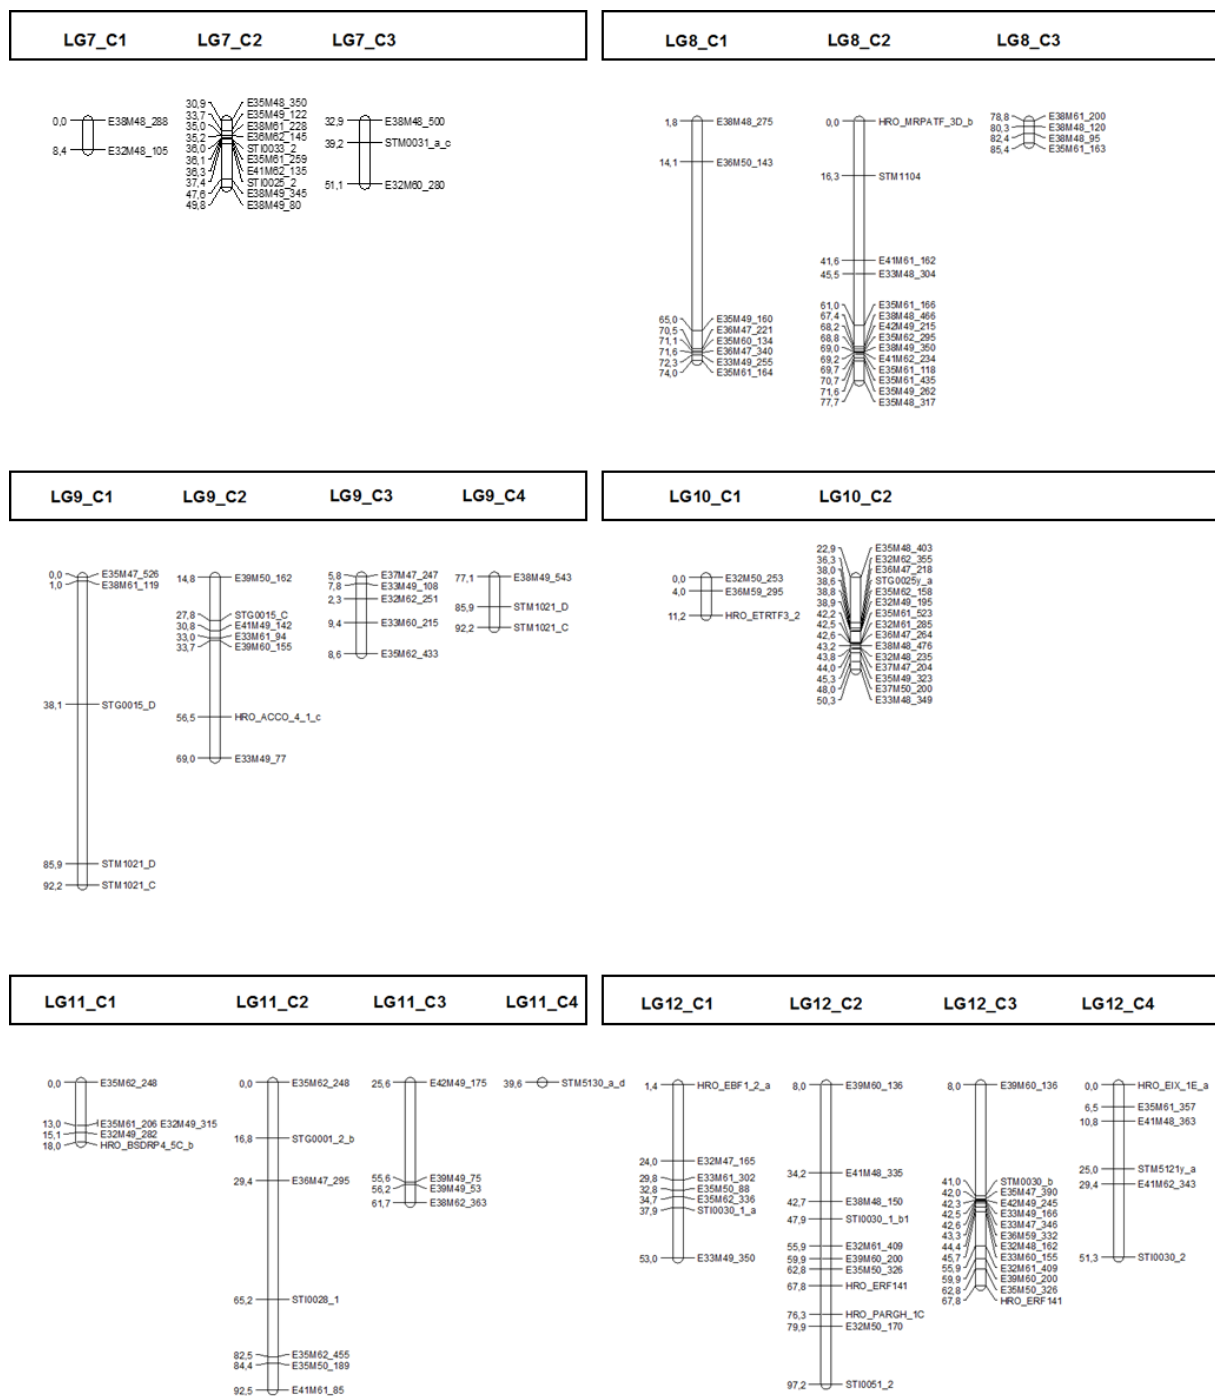 LG7_C1 LG7_C2 LG7_C3
0,0 E38M48_288
8,4 E32M48_105
30,9 E35M48_350
33,7 E35M49_122
35,0 E38M61_228
35,2 E36M62_145
36,0 STI0033_2
36,1 E35M61_259
36,3 E41M62_135
37,4 STI0025_2
47,6 E38M49_345
49,8 E38M49_80
32,9 E38M48_500
39,2 STM0031_a_c
51,1 E32M60_280
LG8_C1 LG8_C2 LG8_C3
1,8 E38M48_275
14,1 E36M50_143
65,0 E35M49_160
70,5 E36M47_221
71,1 E35M60_134
71,6 E36M47_340
72,3 E33M49_255
74,0 E35M61_164
0,0 HRO_MRPATF_3D_b
16,3 STM1104
41,6 E41M61_162
45,5 E33M48_304
61,0 E35M61_166
67,4 E38M48_466
68,2 E42M49_215
68,8 E35M62_295
69,0 E38M49_350
69,2 E41M62_234
69,7 E35M61_118
70,7 E35M61_435
71,6 E35M49_262
77,7 E35M48_317
78,8 E38M61_200
80,3 E38M48_120
82,4 E38M48_95
85,4 E35M61_163
LG9_C1 LG9_C2 LG9_C3 LG9_C4
0,0 E35M47_526
1,0 E38M61_119
38,1 STG0015_D
85,9 STM1021_D
92,2 STM1021_C
14,8 E39M50_162
27,8 STG0015_C
30,8 E41M49_142
33,0 E33M61_94
33,7 E39M60_155
56,5 HRO_ACCO_4_1_c
69,0 E33M49_77
5,8 E37M47_247
7,8 E33M49_108
2,3 E32M62_251
9,4 E33M60_215
8,6 E35M62_433
77,1 E38M49_543
85,9 STM1021_D
92,2 STM1021_C
LG10_C1 LG10_C2
0,0 E32M50_253
4,0 E36M59_295
11,2 HRO_ETRTF3_2
22,9 E35M48_403
36,3 E32M62_355
38,0 E36M47_218
38,6 STG0025y_a
38,8 E35M62_158
38,9 E32M49_195
42,2 E35M61_523
42,5 E32M61_285
42,6 E36M47_264
43,2 E38M48_476
43,8 E32M48_235
44,0 E37M47_204
45,3 E35M49_323
48,0 E37M50_200
50,3 E33M48_349
LG11_C1 LG11_C2 LG11_C3 LG11_C4
0,0 E35M62_248
13,0 E35M61_206 E32M49_315
15,1 E32M49_282
18,0 HRO_BSDRP4_5C_b
0,0 E35M62_248
16,8 STG0001_2_b
29,4 E36M47_295
65,2 STI0028_1
82,5 E35M62_455
84,4 E35M50_189
92,5 E41M61_85
25,6 E42M49_175
55,6 E39M49_75
56,2 E39M49_53
61,7 E38M62_363
39,6 STM5130_a_d
LG12_C1 LG12_C2 LG12_C3 LG12_C4
1,4 HRO_EBF1_2_a
24,0 E32M47_165
29,8 E33M61_302
32,8 E35M50_88
34,7 E35M62_336
37,9 STI0030_1_a
53,0 E33M49_350
8,0 E39M60_136
34,2 E41M48_335
42,7 E38M48_150
47,9 STI0030_1_b1
55,9 E32M61_409
59,9 E39M60_200
62,8 E35M50_326
67,8 HRO_ERF141
76,3 HRO_PARGH_1C
79,9 E32M50_170
97,2 STI0051_2
8,0 E39M60_136
41,0 STM0030_b
42,0 E35M47_390
42,3 E42M49_245
42,5 E33M49_166
42,6 E33M47_346
43,3 E36M59_332
44,4 E32M48_162
45,7 E33M60_155
55,9 E32M61_409
59,9 E39M60_200
62,8 E35M50_326
67,8 HRO_ERF141
0,0 HRO_EIX_1E_a
6,5 E35M61_357
10,8 E41M48_363
25,0 STM5121y_a
29,4 E41M62_343
51,3 STI0030_2